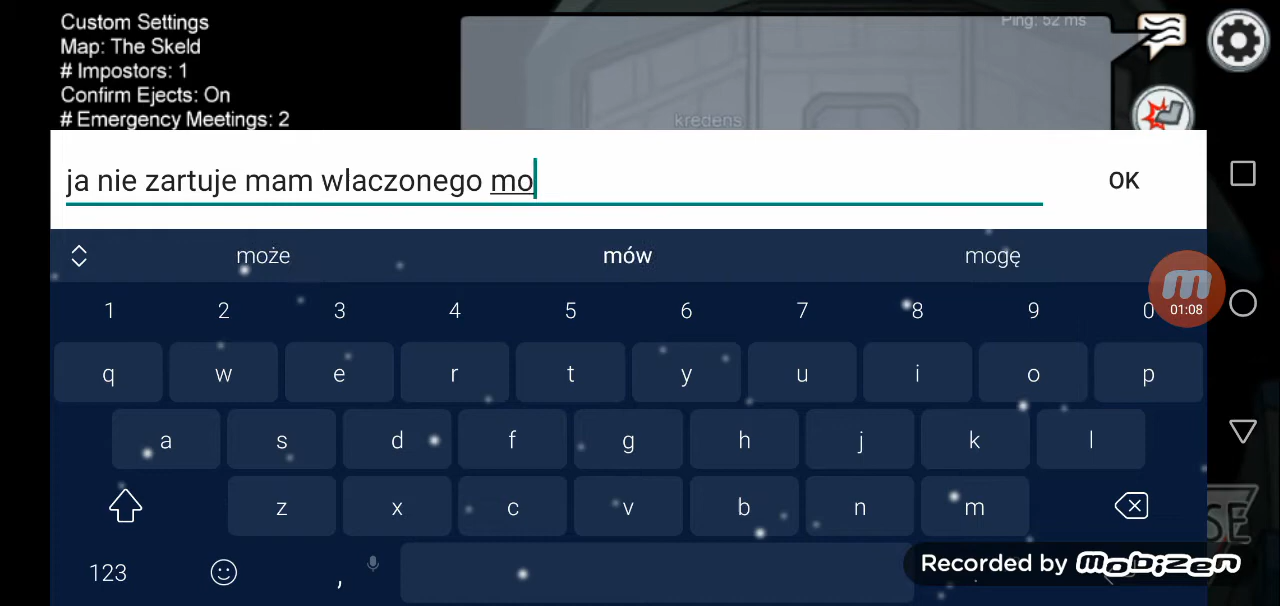 Custom Settings
Map: The Skeld
# Impostors: 1
Confirm Ejects: On
# Emergency Meetings: 2
Ping: 52 ms
kredens
ja nie zartuje mam wlaczonego mo
OK
może mów mogę
1 2 3 4 5 6 7 8 9 0
01:08
q w e r t y u i o p
a s d f g h j k l
z x c v b n m
123 ,
Recorded by mobizen